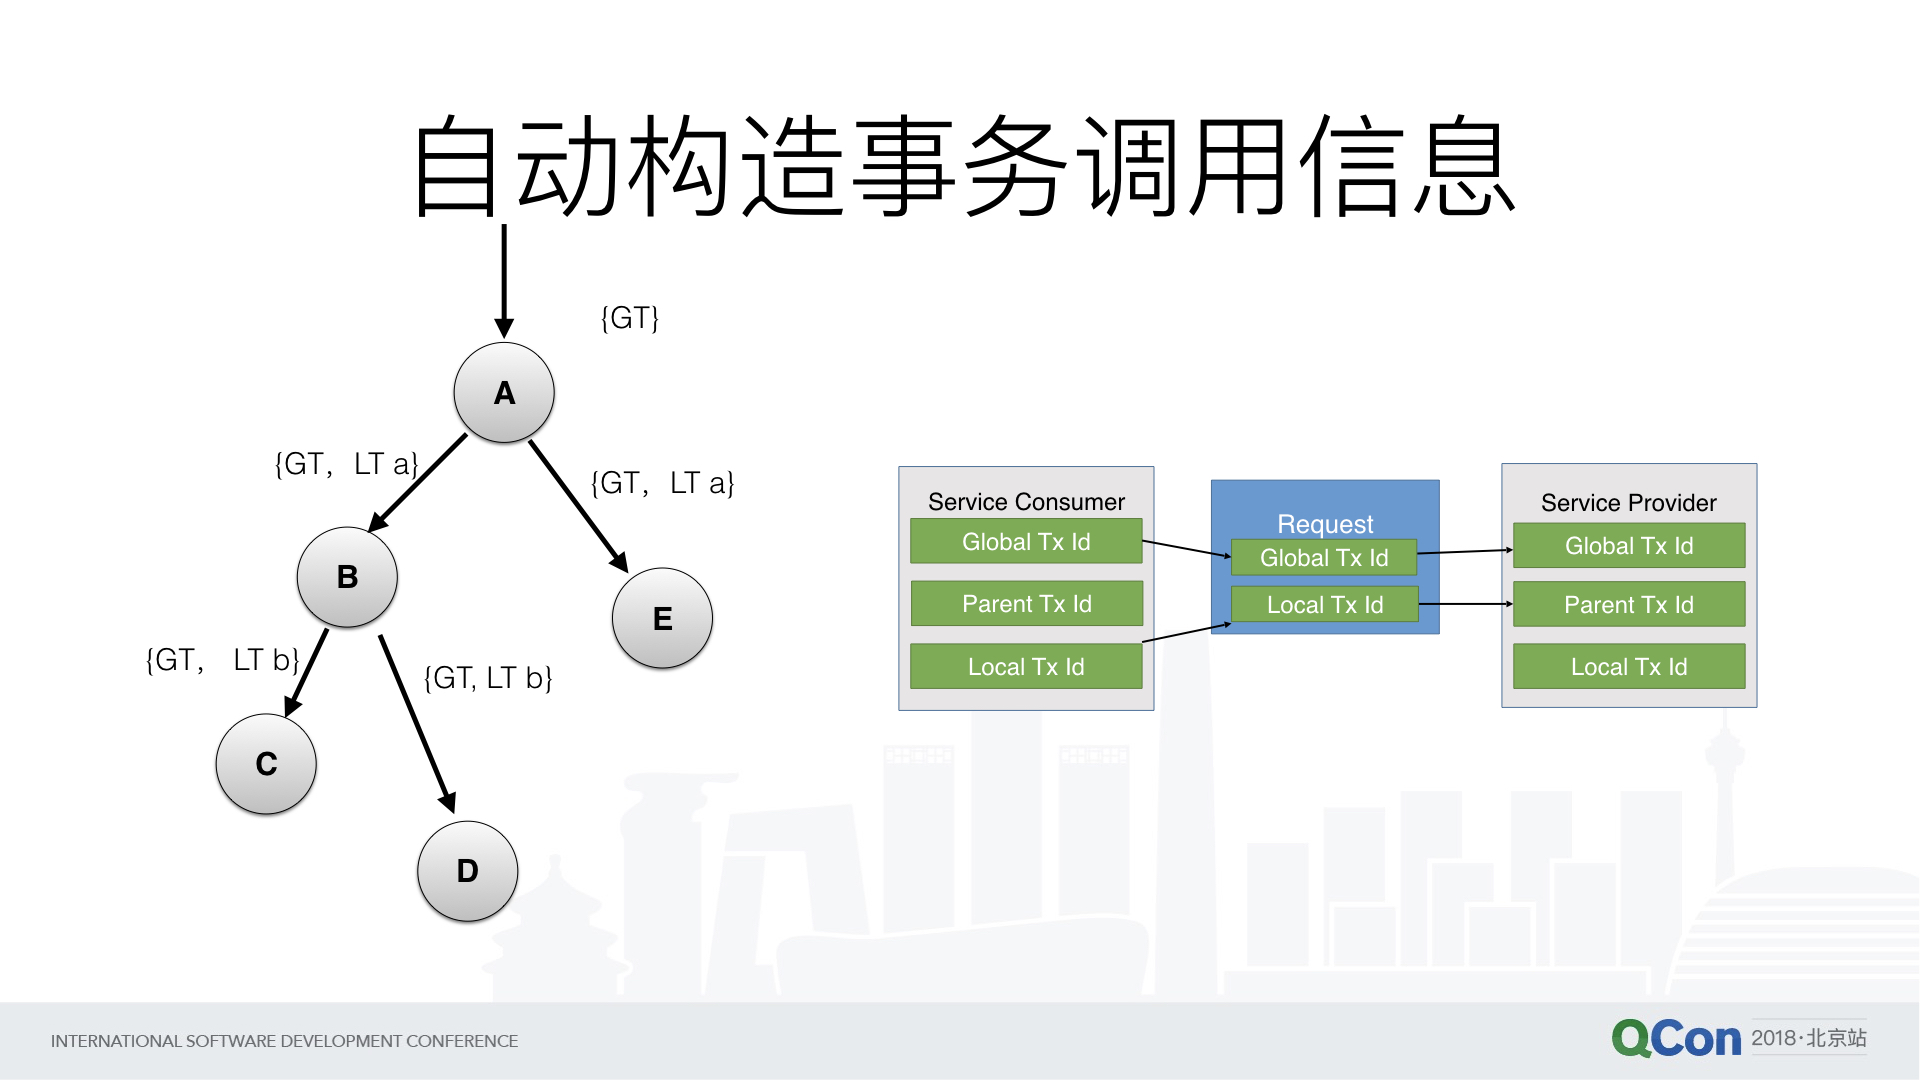 自动构造事务调用信息
{GT}
A
{GT, LT a}
{GT, LT a}
B
E
{GT, LT b}
{GT, LT b}
C
D
Service Consumer
Global Tx Id
Parent Tx Id
Local Tx Id
Request
Global Tx Id
Local Tx Id
Service Provider
Global Tx Id
Parent Tx Id
Local Tx Id
INTERNATIONAL SOFTWARE DEVELOPMENT CONFERENCE
QCon 2018·北京站